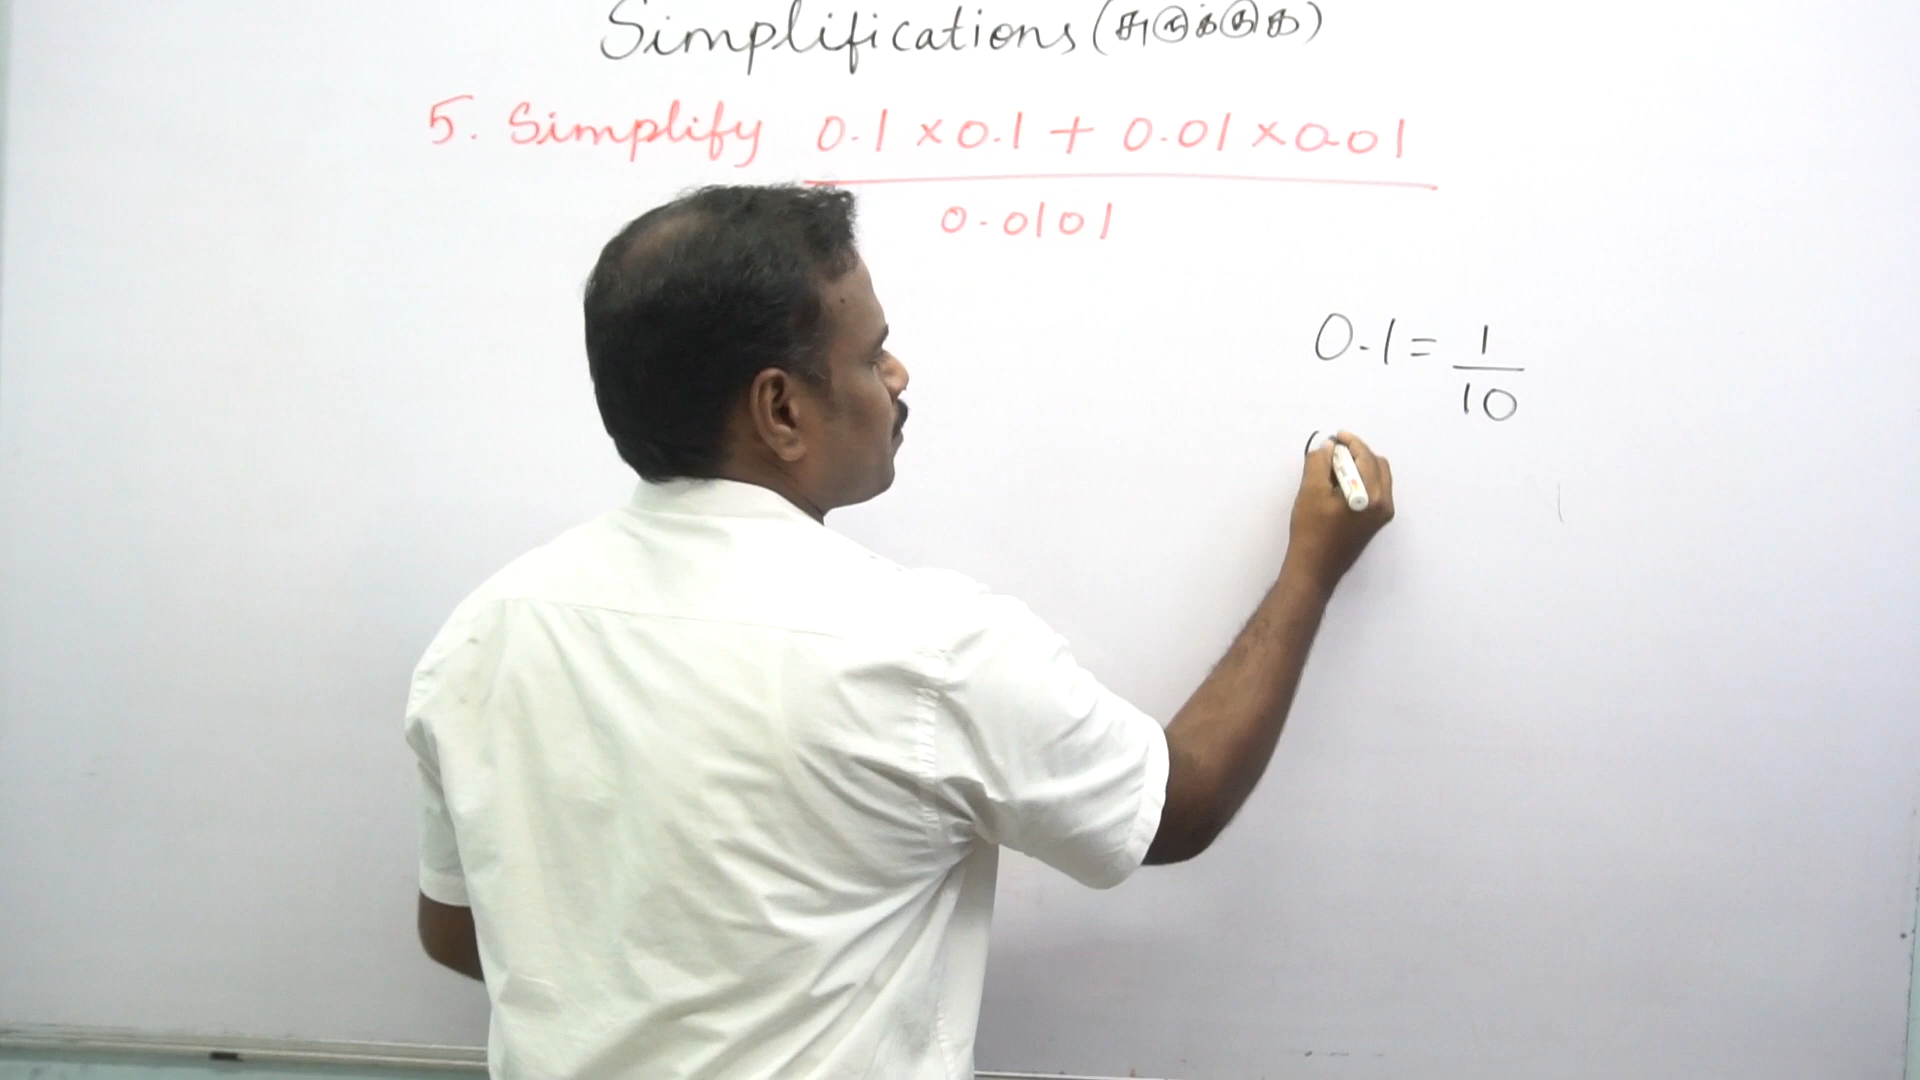 Simplifications (சுருக்குக)
5. Simplify 0.1 × 0.1 + 0.01 × 0.01
0.0101
0.1 = 1
10